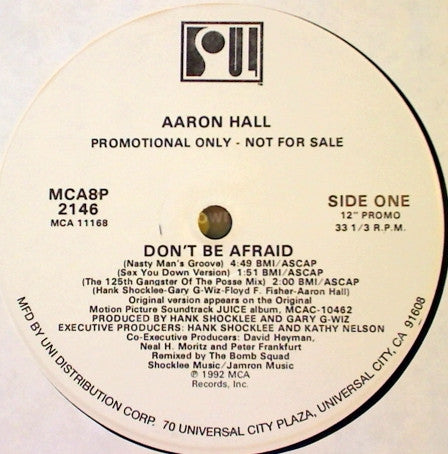 SOUL
AARON HALL
PROMOTIONAL ONLY - NOT FOR SALE
MCA8P
2146
MCA 11168
SIDE ONE
12" PROMO
33 1/3 R.P.M.
DON'T BE AFRAID
(Nasty Man's Groove) 4:49 BMI/ASCAP
(Sex You Down Version) 1:51 BMI/ASCAP
(The 125th Gangster Of The Posse Mix) 2:00 BMI/ASCAP
(Hank Shocklee-Gary G-Wiz-Floyd F. Fisher-Aaron Hall)
Original version appears on the Original
Motion Picture Soundtrack JUICE album, MCAC-10462
PRODUCED BY HANK SHOCKLEE AND GARY G-WIZ
EXECUTIVE PRODUCERS: HANK SHOCKLEE AND KATHY NELSON
Co-Executive Producers: David Heyman,
Neal H. Moritz and Peter Frankfurt
Remixed by The Bomb Squad
Shocklee Music/Jamron Music
℗ 1992 MCA
Records, Inc.
MFD BY UNI DISTRIBUTION CORP. 70 UNIVERSAL CITY PLAZA, UNIVERSAL CITY, CA. 91608